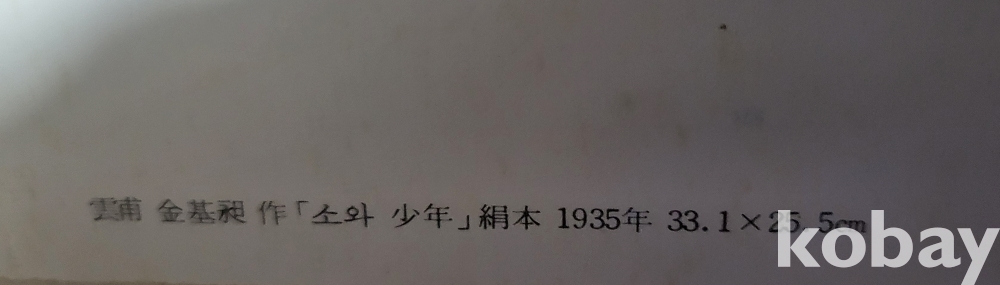 雲甫 金基昶 作「소와 少年」絹本 1935年 33.1×25.5cm
kobay